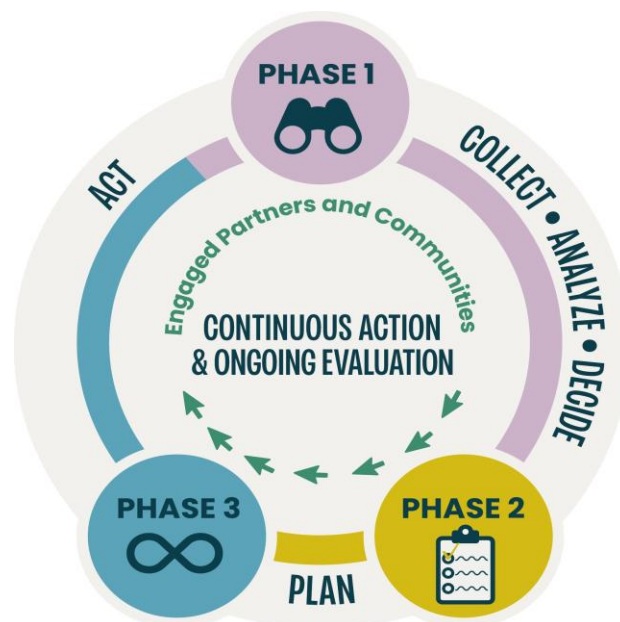 PHASE 1
COLLECT • ANALYZE • DECIDE
ACT
Engaged Partners and Communities
CONTINUOUS ACTION
& ONGOING EVALUATION
PHASE 3
PHASE 2
PLAN